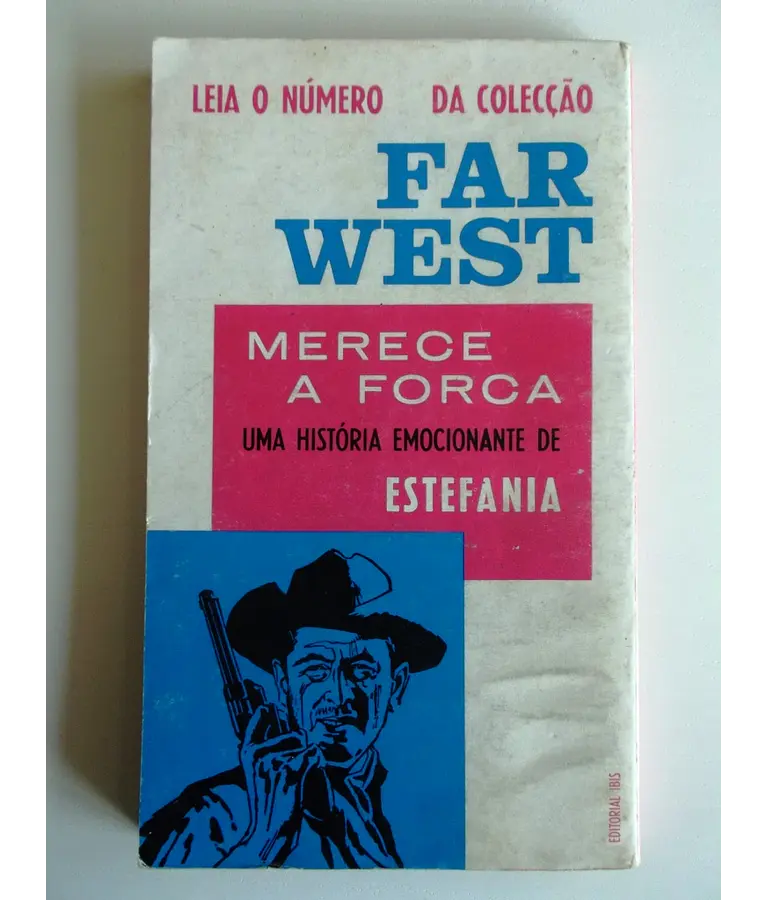 LEIA O NÚMERO DA COLECÇÃO
FAR
WEST
MERECE
A FORCA
UMA HISTÓRIA EMOCIONANTE DE
ESTEFANIA
EDITORIAL IBIS